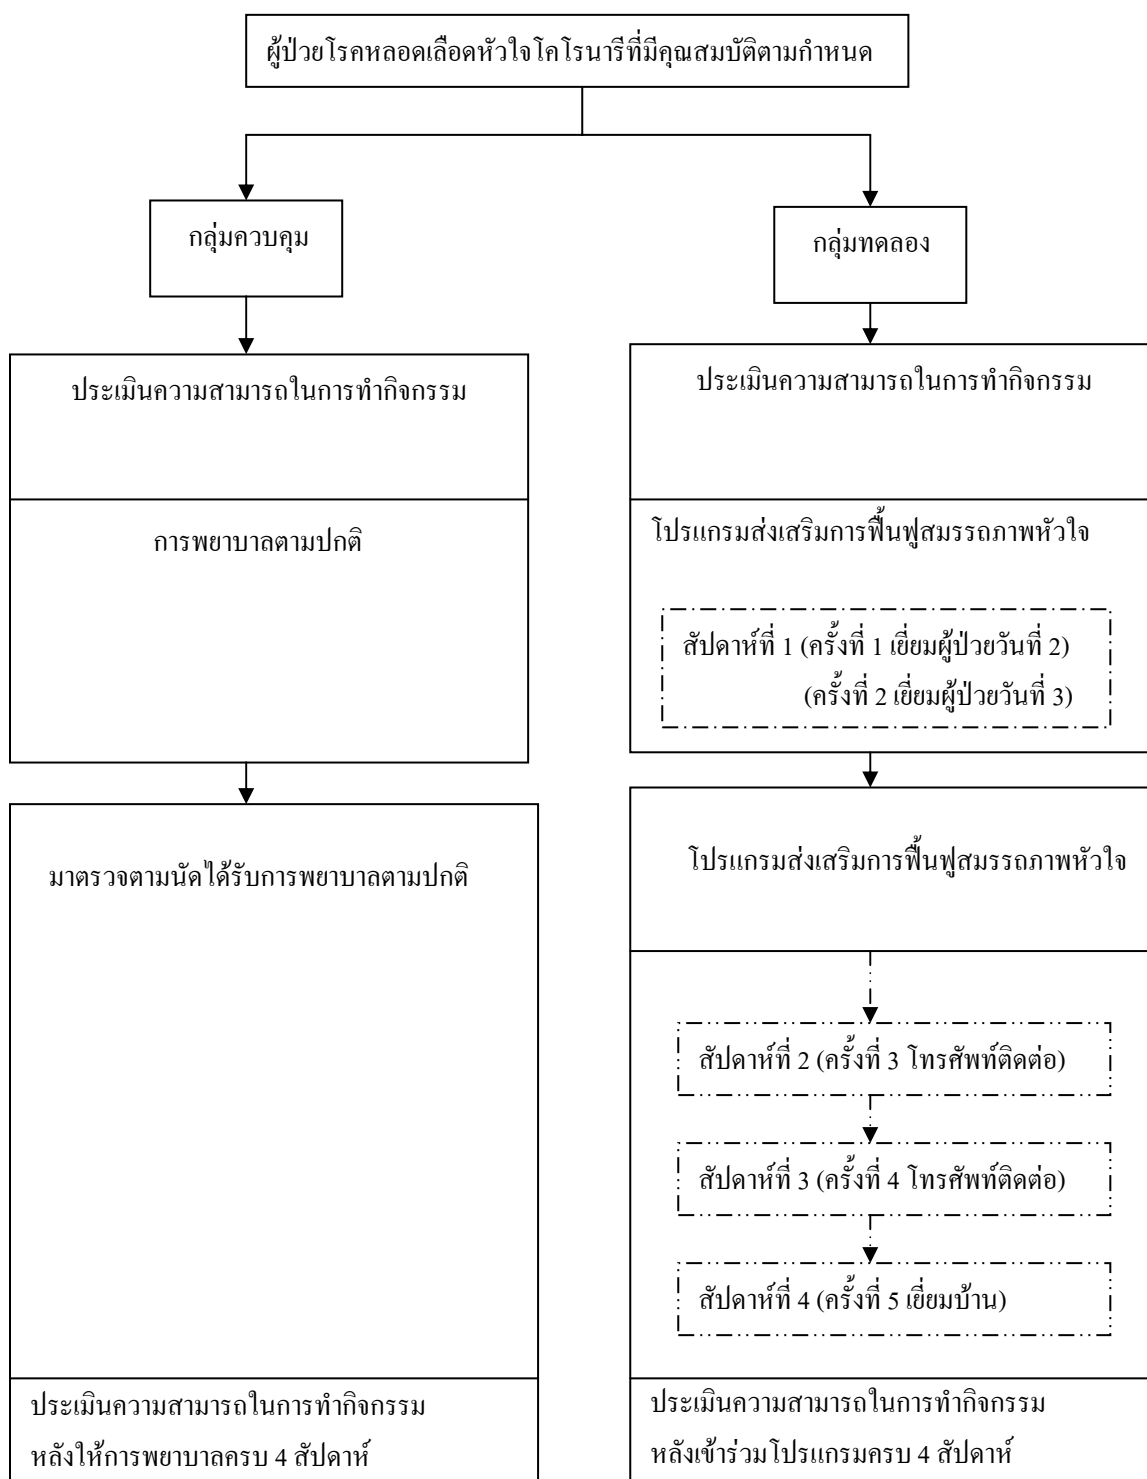 ผู้ป่วยโรคหลอดเลือดหัวใจโคโรนารีที่มีคุณสมบัติตามกำหนด
กลุ่มควบคุม
กลุ่มทดลอง
ประเมินความสามารถในการทำกิจกรรม
ประเมินความสามารถในการทำกิจกรรม
การพยาบาลตามปกติ
โปรแกรมส่งเสริมการฟื้นฟูสมรรถภาพหัวใจ
สัปดาห์ที่ 1 (ครั้งที่ 1 เยี่ยมผู้ป่วยวันที่ 2)
(ครั้งที่ 2 เยี่ยมผู้ป่วยวันที่ 3)
มาตรวจตามนัดได้รับการพยาบาลตามปกติ
โปรแกรมส่งเสริมการฟื้นฟูสมรรถภาพหัวใจ
สัปดาห์ที่ 2 (ครั้งที่ 3 โทรศัพท์ติดต่อ)
สัปดาห์ที่ 3 (ครั้งที่ 4 โทรศัพท์ติดต่อ)
สัปดาห์ที่ 4 (ครั้งที่ 5 เยี่ยมบ้าน)
ประเมินความสามารถในการทำกิจกรรม
หลังให้การพยาบาลครบ 4 สัปดาห์
ประเมินความสามารถในการทำกิจกรรม
หลังเข้าร่วมโปรแกรมครบ 4 สัปดาห์